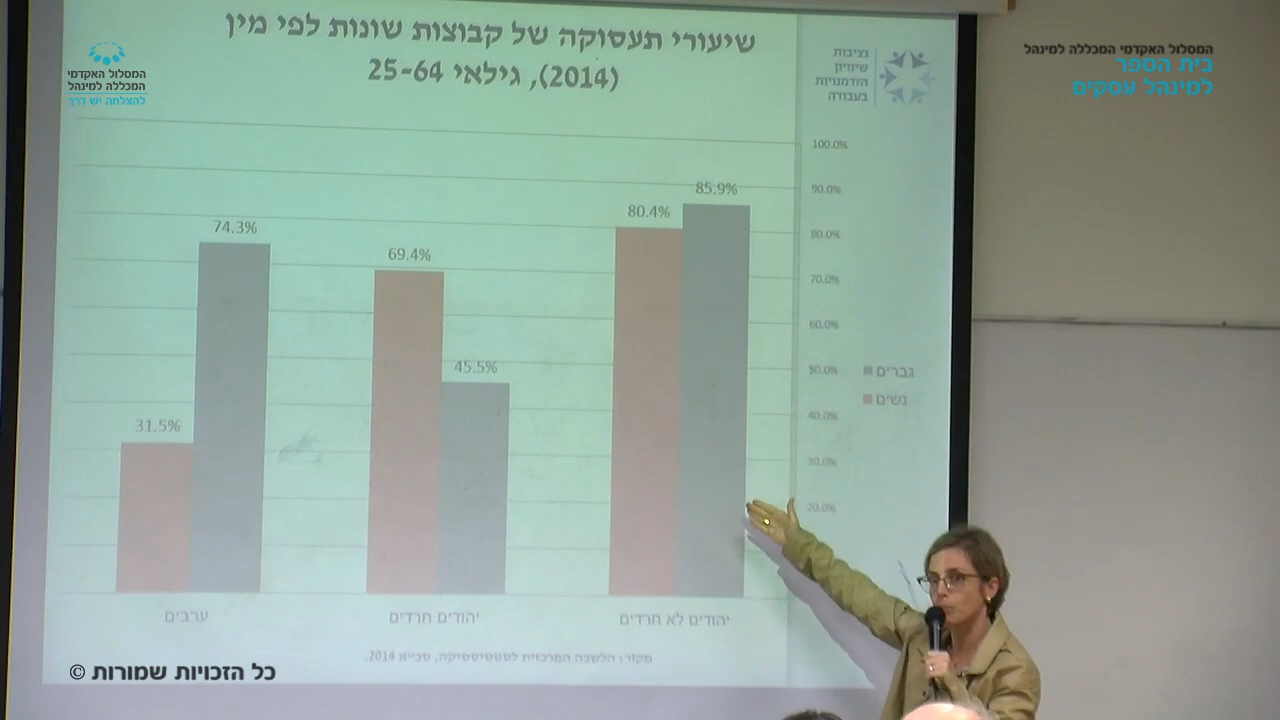 שיעורי תעסוקה של קבוצות שונות לפי מין
(2014), גילאי 25-64
המסלול האקדמי המכללה למינהל
בית הספר
למינהל עסקים
נציבות
שיוויון
הזדמנויות
בעבודה
המסלול האקדמי
המכללה למינהל
להצלחה יש דרך
100.0%
90.0%
80.0%
70.0%
60.0%
50.0%
40.0%
30.0%
20.0%
85.9%
80.4%
74.3%
69.4%
45.5%
31.5%
גברים
נשים
יהודים לא חרדים
יהודים חרדים
ערבים
מקור: הלשכה המרכזית לסטטיסטיקה, סכ״א 2014.
כל הזכויות שמורות ©